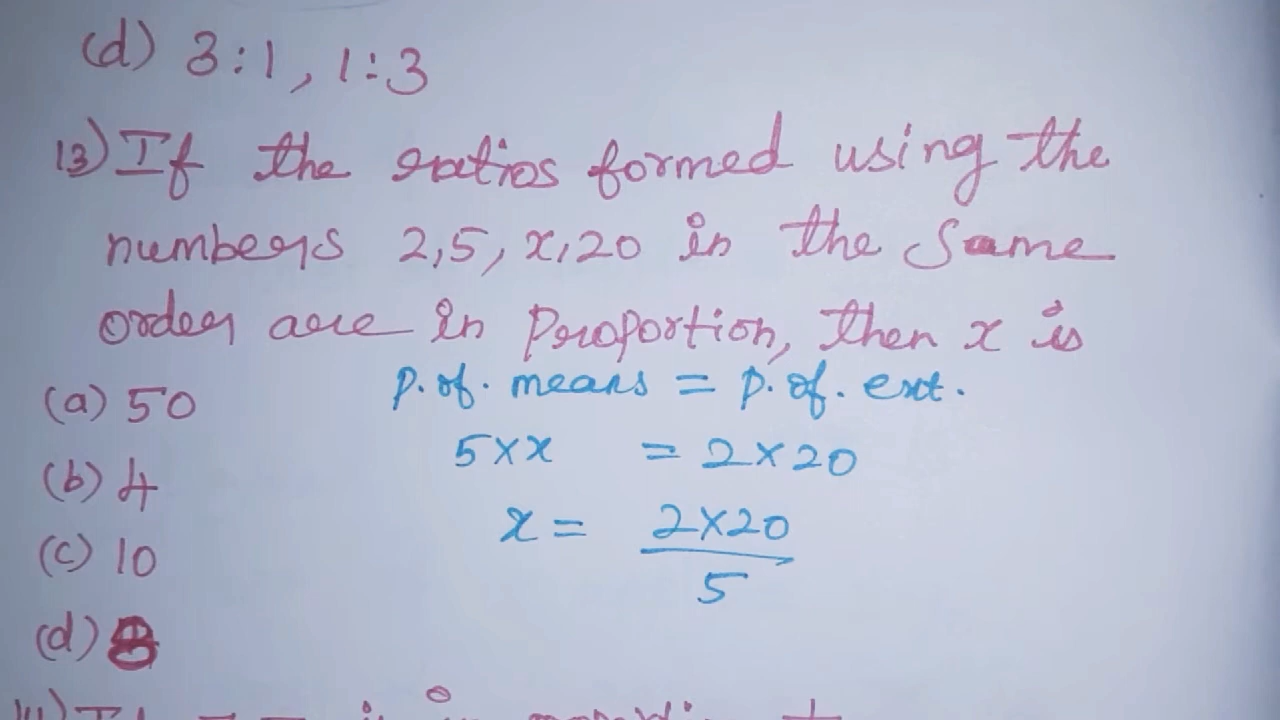 (d) 3:1, 1:3
13) If the ratios formed using the
numbers 2,5, x,20 in the same
order are in proportion, then x is
(a) 50
p. of. means = p. of. ext.
5×x = 2×20
(b) 4
x = 2×20
5
(c) 10
(d) 8